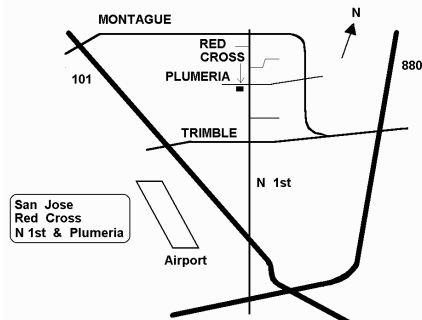 MONTAGUE
N
RED
CROSS
880
101
PLUMERIA
TRIMBLE
N 1st
San Jose
Red Cross
N 1st & Plumeria
Airport